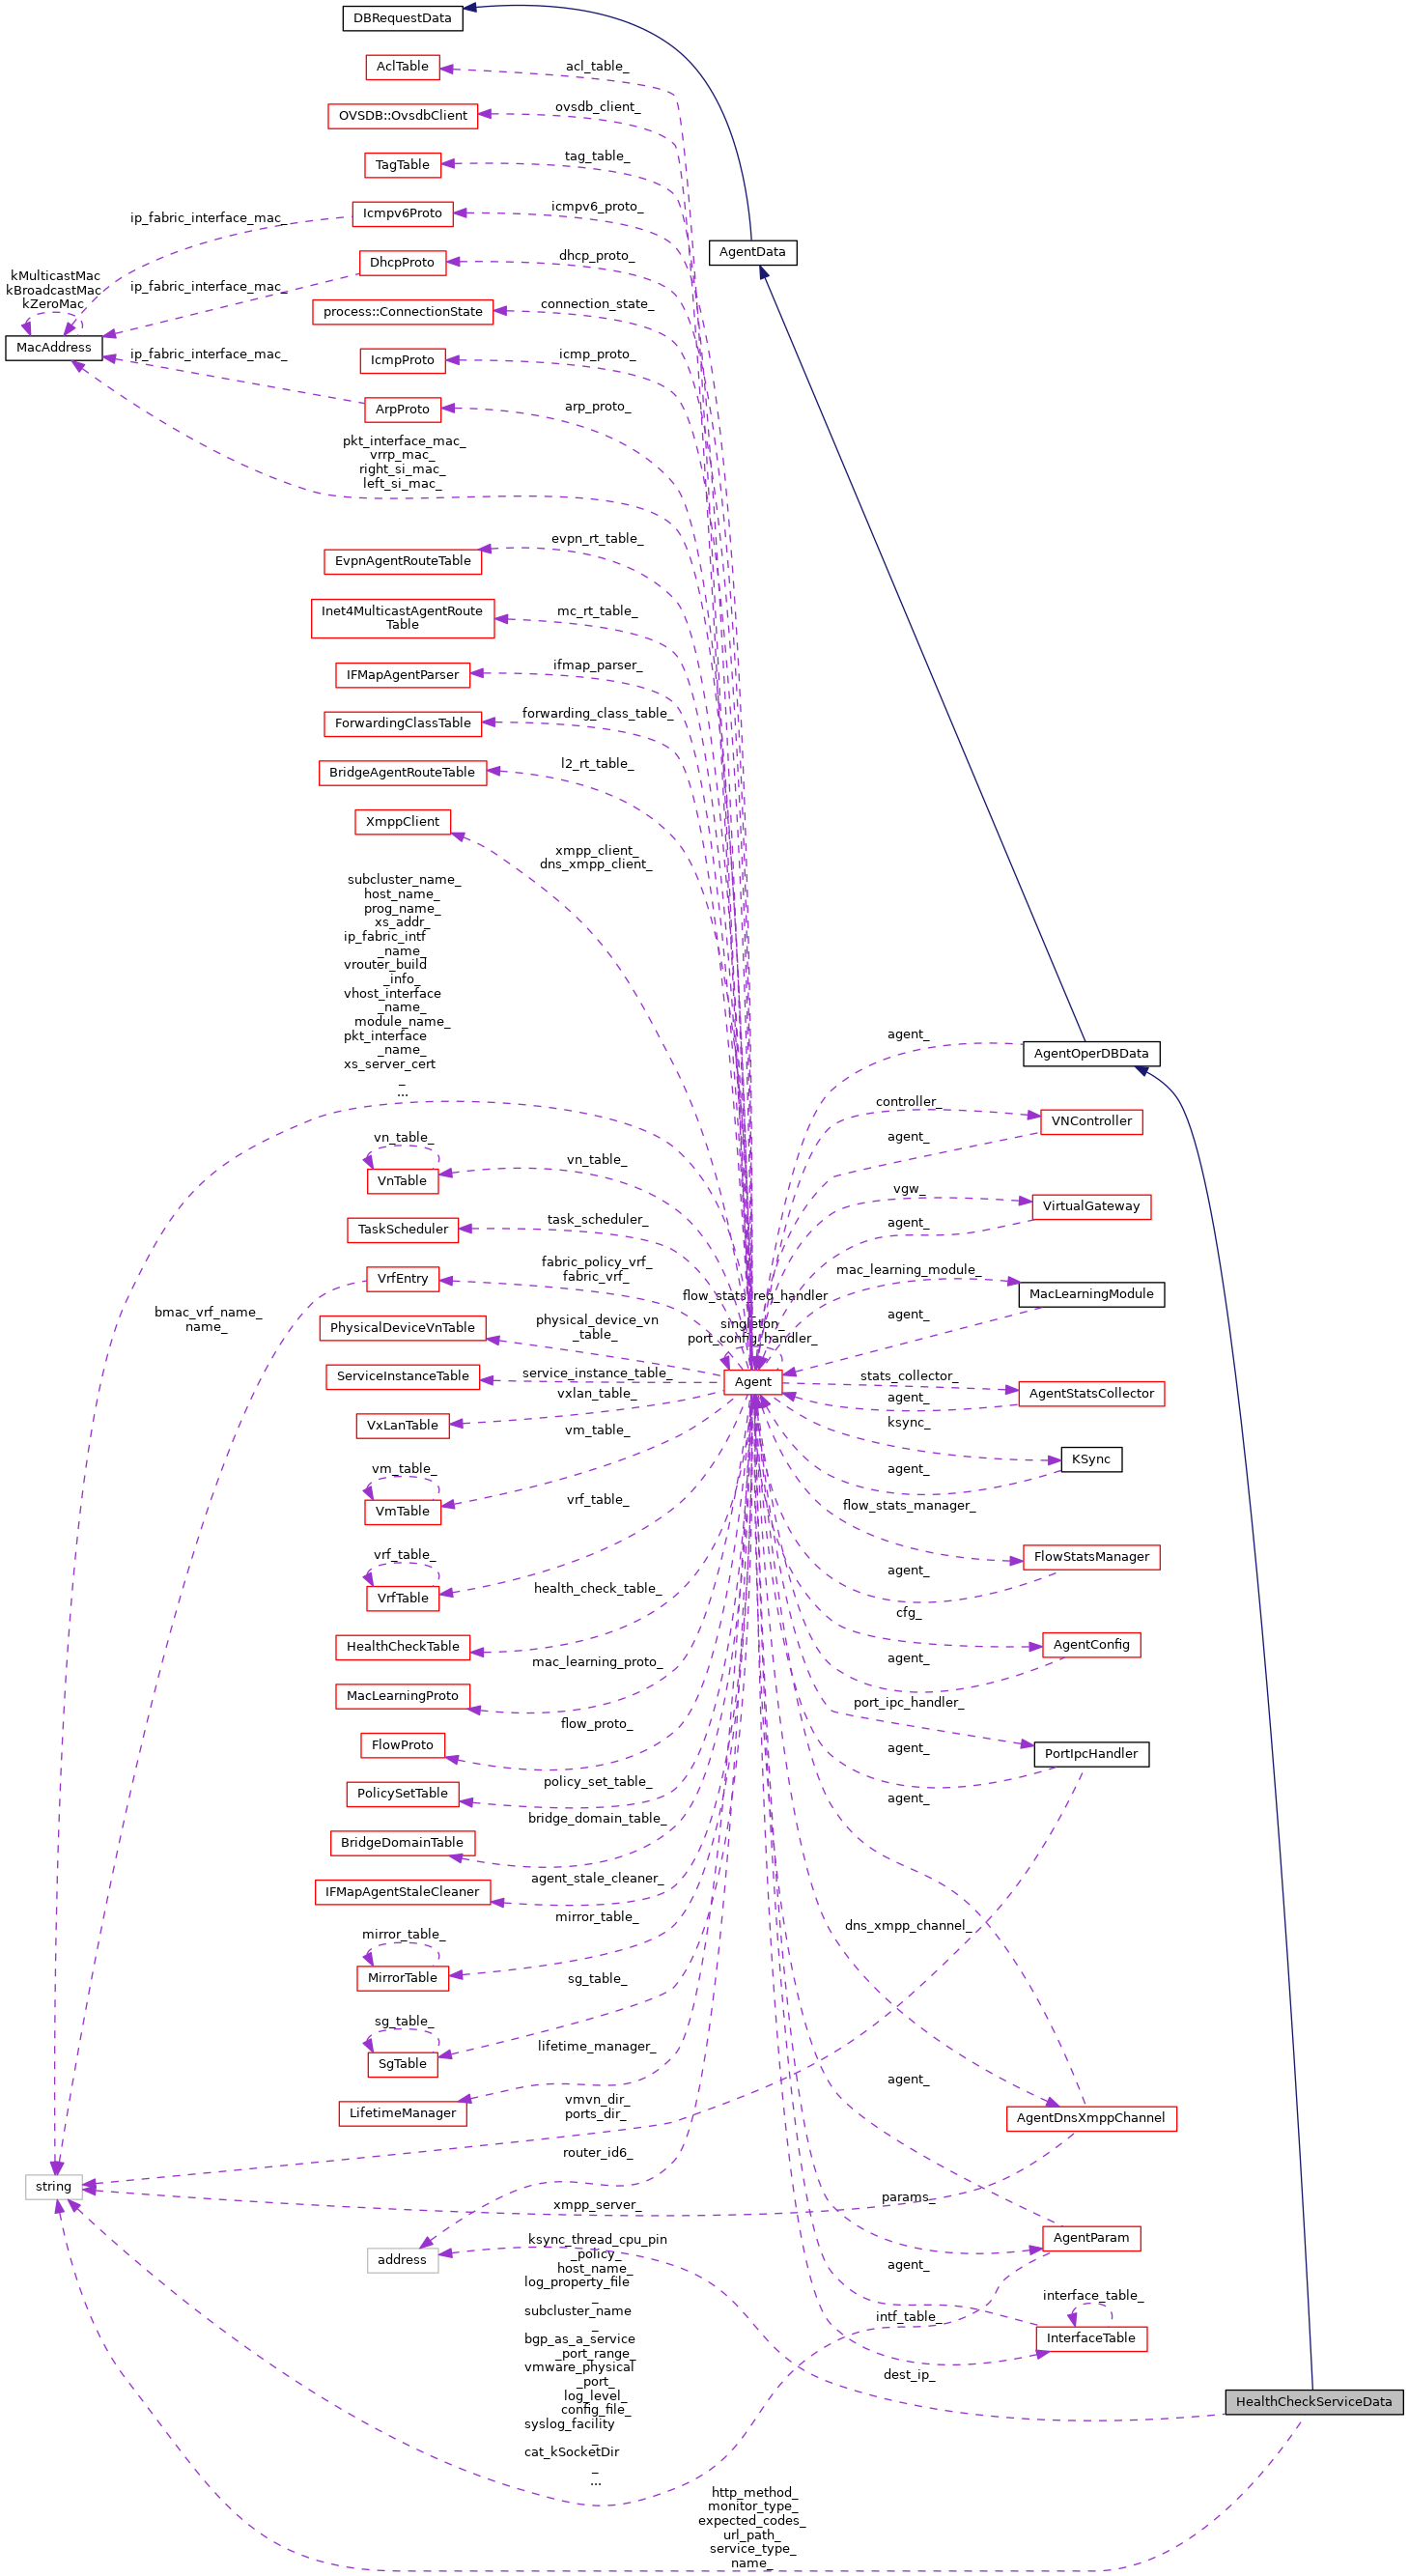 DBRequestData
AclTable
acl_table_
OVSDB::OvsdbClient
ovsdb_client_
TagTable
tag_table_
Icmpv6Proto
icmpv6_proto_
ip_fabric_interface_mac_
AgentData
DhcpProto
dhcp_proto_
ip_fabric_interface_mac_
kMulticastMac
kBroadcastMac
kZeroMac
process::ConnectionState
connection_state_
MacAddress
ip_fabric_interface_mac_
IcmpProto
icmp_proto_
ArpProto
arp_proto_
pkt_interface_mac_
vrrp_mac_
right_si_mac_
left_si_mac_
EvpnAgentRouteTable
evpn_rt_table_
Inet4MulticastAgentRoute
Table
mc_rt_table_
IFMapAgentParser
ifmap_parser_
ForwardingClassTable
forwarding_class_table_
BridgeAgentRouteTable
l2_rt_table_
XmppClient
xmpp_client_
dns_xmpp_client_
subcluster_name_
host_name_
prog_name_
xs_addr_
ip_fabric_intf
_name_
vrouter_build
_info_
vhost_interface
_name_
module_name_
pkt_interface
_name_
xs_server_cert
_
...
agent_
AgentOperDBData
controller_
VNController
agent_
vn_table_
VnTable
vn_table_
vgw_
VirtualGateway
agent_
TaskScheduler
task_scheduler_
VrfEntry
fabric_policy_vrf_
fabric_vrf_
mac_learning_module_
MacLearningModule
agent_
bmac_vrf_name_
name_
flow_stats_req_handler
_
singleton_
port_config_handler_
PhysicalDeviceVnTable
physical_device_vn
_table_
ServiceInstanceTable
service_instance_table_
Agent
stats_collector_
AgentStatsCollector
agent_
VxLanTable
vxlan_table_
ksync_
KSync
agent_
vm_table_
VmTable
vm_table_
flow_stats_manager_
FlowStatsManager
agent_
vrf_table_
VrfTable
vrf_table_
HealthCheckTable
health_check_table_
cfg_
AgentConfig
agent_
MacLearningProto
mac_learning_proto_
port_ipc_handler_
PortIpcHandler
agent_
FlowProto
flow_proto_
PolicySetTable
policy_set_table_
agent_
BridgeDomainTable
bridge_domain_table_
IFMapAgentStaleCleaner
agent_stale_cleaner_
mirror_table_
MirrorTable
mirror_table_
dns_xmpp_channel_
sg_table_
SgTable
sg_table_
LifetimeManager
lifetime_manager_
agent_
AgentDnsXmppChannel
vmvn_dir_
ports_dir_
string
router_id6_
xmpp_server_
params_
AgentParam
address
agent_
ksync_thread_cpu_pin
_policy_
host_name_
log_property_file
_
subcluster_name
_
bgp_as_a_service
_port_range_
vmware_physical
_port_
log_level_
config_file_
syslog_facility
_
cat_kSocketDir
_
...
interface_table_
InterfaceTable
intf_table_
dest_ip_
HealthCheckServiceData
http_method_
monitor_type_
expected_codes_
url_path_
service_type_
name_